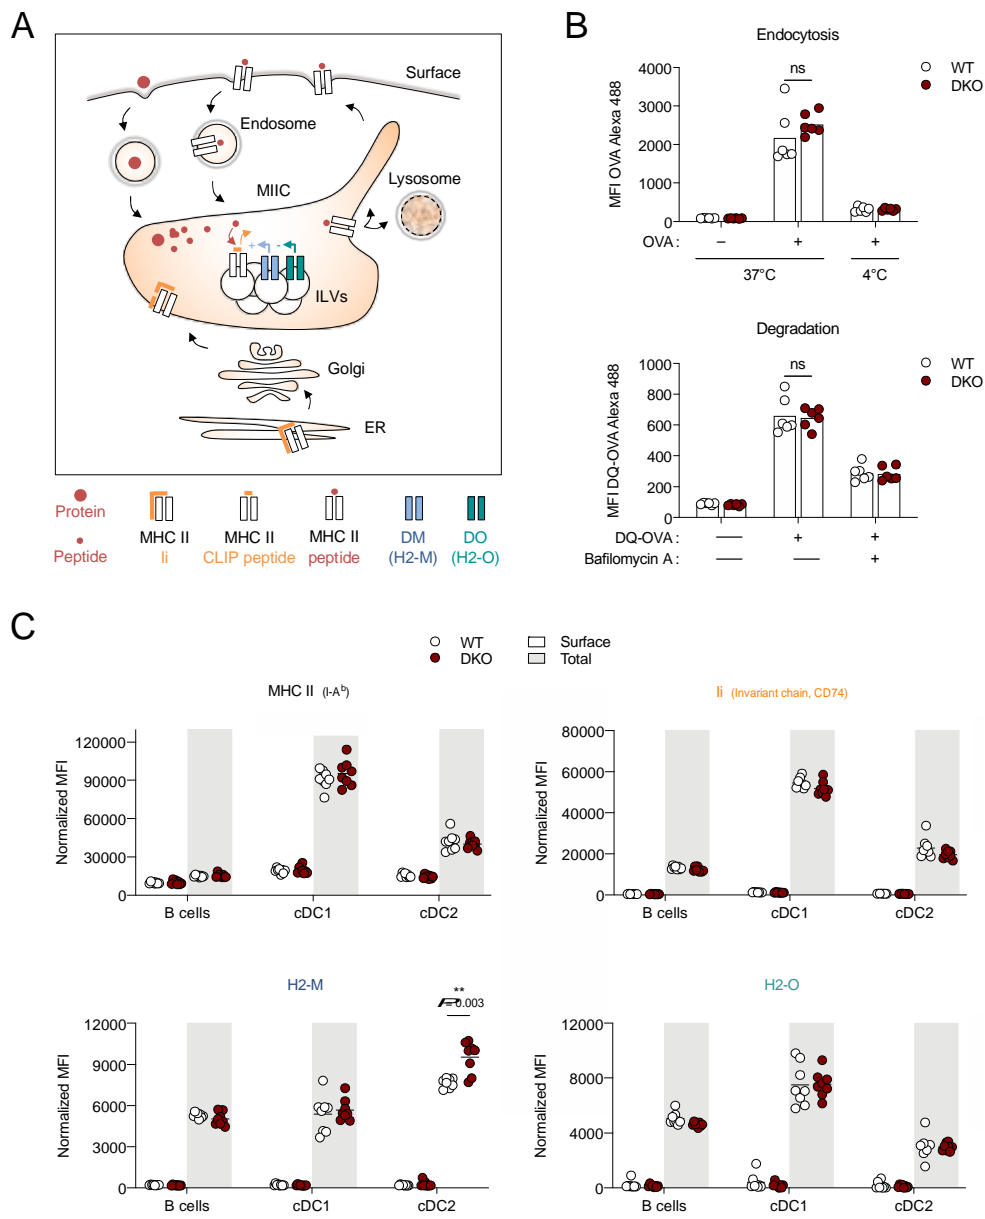 A
Surface
Endosome
MIIC
Lysosome
+
-
ILVs
Golgi
ER
Protein
Peptide
MHC II
Ii
MHC II
CLIP peptide
MHC II
peptide
DM
(H2-M)
DO
(H2-O)
B
Endocytosis
WT
DKO
MFI OVA Alexa 488
4000
3000
2000
1000
0
ns
OVA : – + +
37°C 4°C
Degradation
WT
DKO
MFI DQ-OVA Alexa 488
1000
800
600
400
200
0
ns
DQ-OVA : + +
Bafilomycin A : +
C
WT Surface
DKO Total
MHC II (I-Aᵇ)
Normalized MFI
120000
90000
60000
30000
0
B cells cDC1 cDC2
Ii (Invariant chain, CD74)
Normalized MFI
80000
60000
40000
20000
0
B cells cDC1 cDC2
H2-M
Normalized MFI
12000
9000
6000
3000
0
**
= 0.003
B cells cDC1 cDC2
H2-O
Normalized MFI
12000
8000
4000
0
B cells cDC1 cDC2